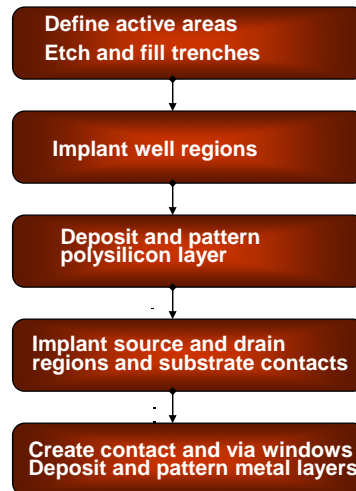 Define active areas
Etch and fill trenches
Implant well regions
Deposit and pattern
polysilicon layer
Implant source and drain
regions and substrate contacts
Create contact and via windows
Deposit and pattern metal layers